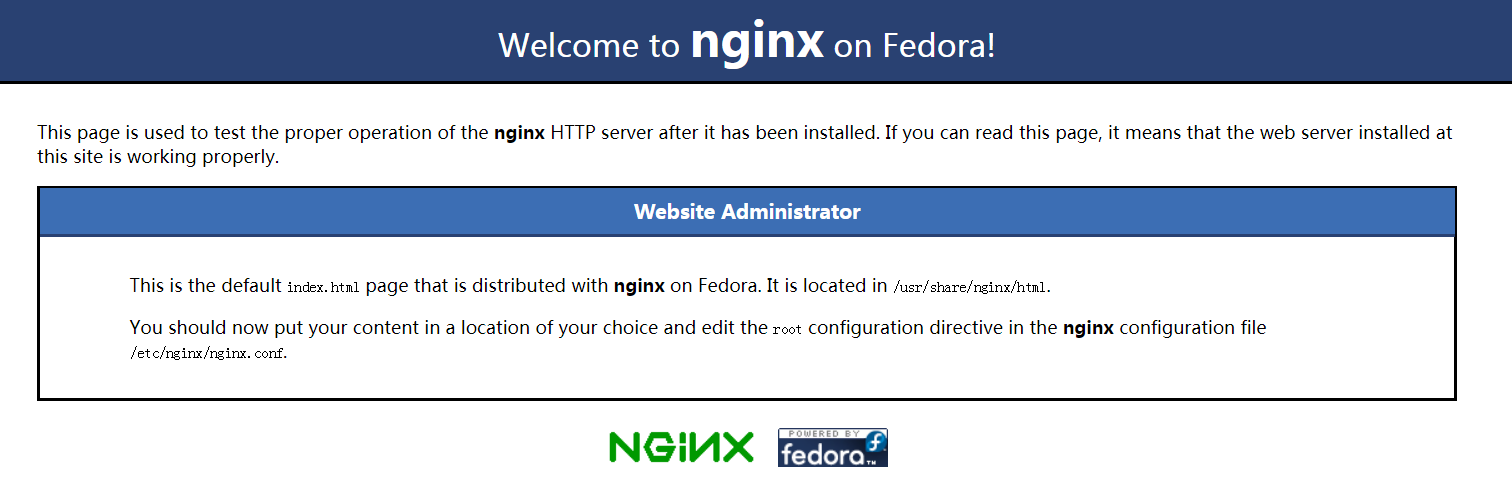 Welcome to nginx on Fedora!
This page is used to test the proper operation of the nginx HTTP server after it has been installed. If you can read this page, it means that the web server installed at
this site is working properly.
Website Administrator
This is the default index.html page that is distributed with nginx on Fedora. It is located in /usr/share/nginx/html.
You should now put your content in a location of your choice and edit the root configuration directive in the nginx configuration file
/etc/nginx/nginx.conf.
NGINX
POWERED BY
fedora™